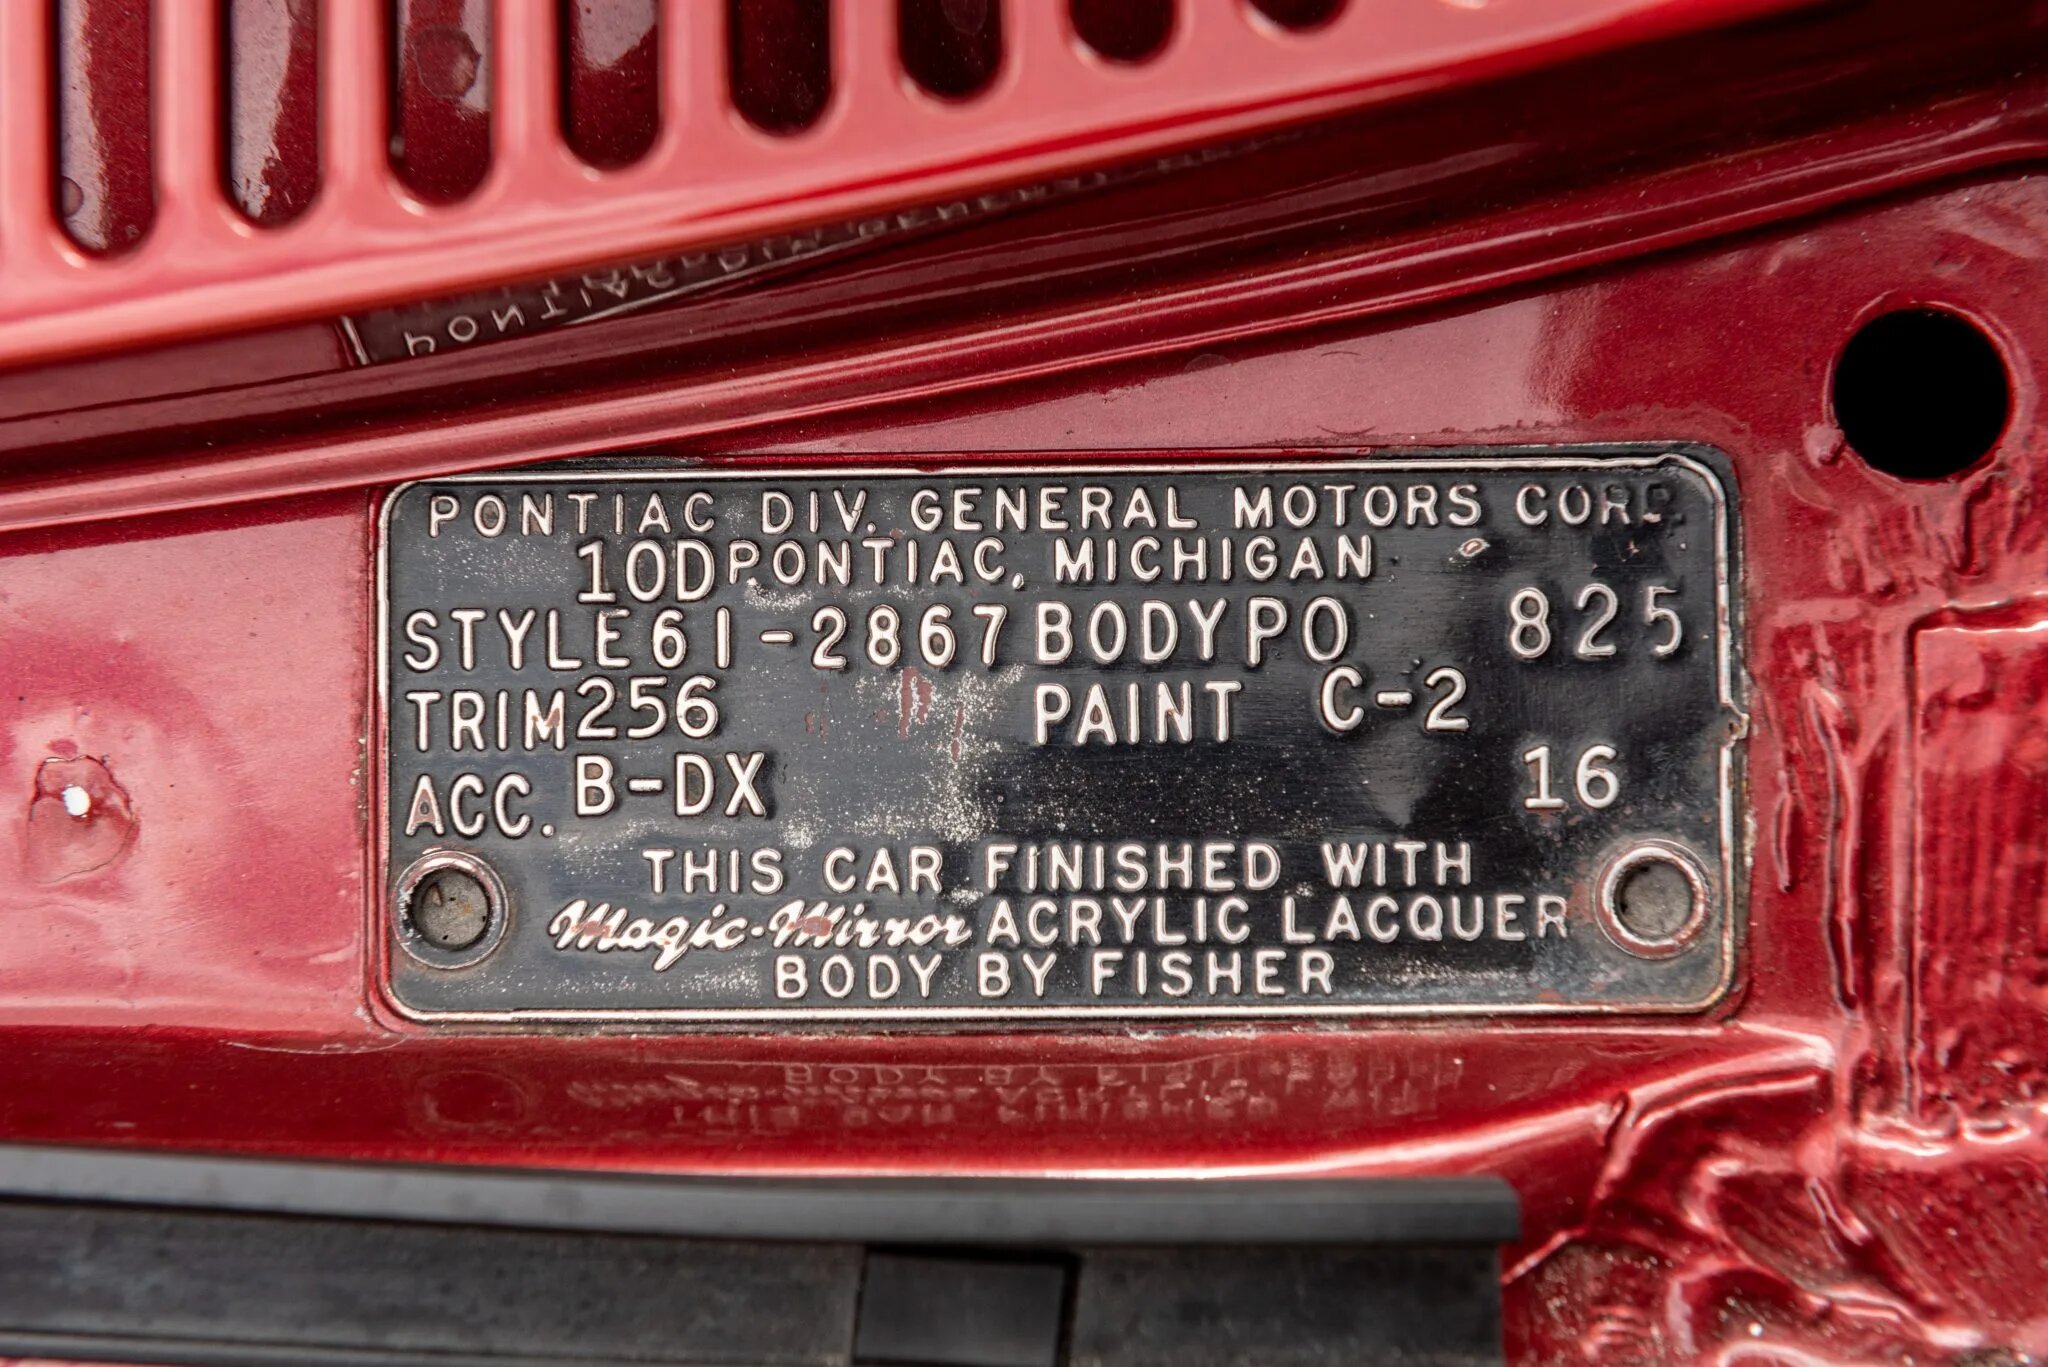 PONTIAC DIV. GENERAL MOTORS CORP.
10D PONTIAC, MICHIGAN
STYLE 61-2867 BODY PO 825
TRIM 256 PAINT C-2
ACC. B-DX 16
THIS CAR FINISHED WITH
Magic-Mirror ACRYLIC LACQUER
BODY BY FISHER